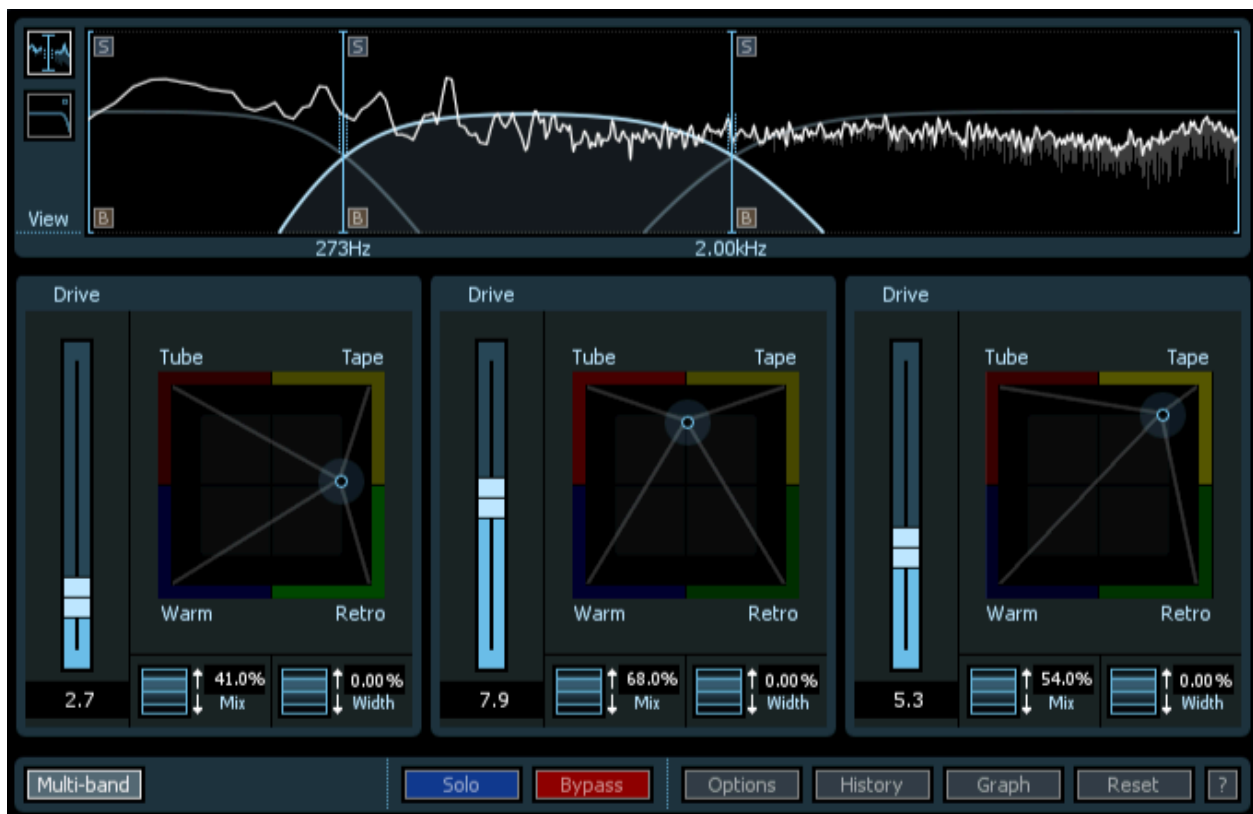 S S S
View B B B
273Hz 2.00kHz
Drive Drive Drive
Tube Tape Tube Tape Tube Tape
Warm Retro Warm Retro Warm Retro
41.0% 0.00% 68.0% 0.00% 54.0% 0.00%
2.7 Mix Width 7.9 Mix Width 5.3 Mix Width
Multi-band Solo Bypass Options History Graph Reset ?